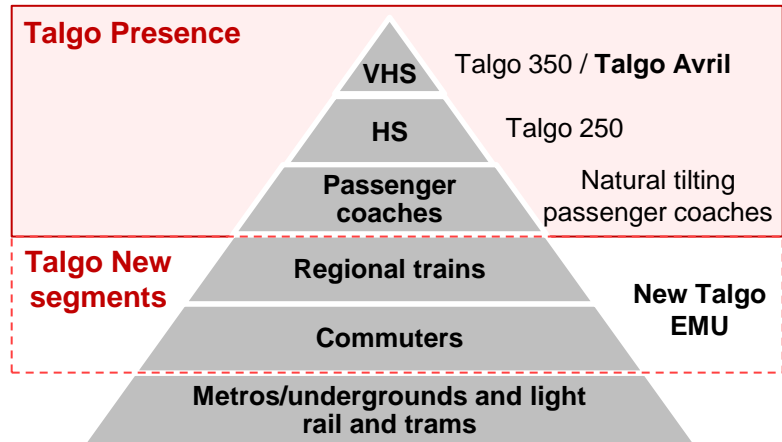 Talgo Presence
VHS
Talgo 350 / Talgo Avril
HS
Talgo 250
Passenger
coaches
Natural tilting
passenger coaches
Talgo New
segments
Regional trains
Commuters
New Talgo
EMU
Metros/undergrounds and light
rail and trams